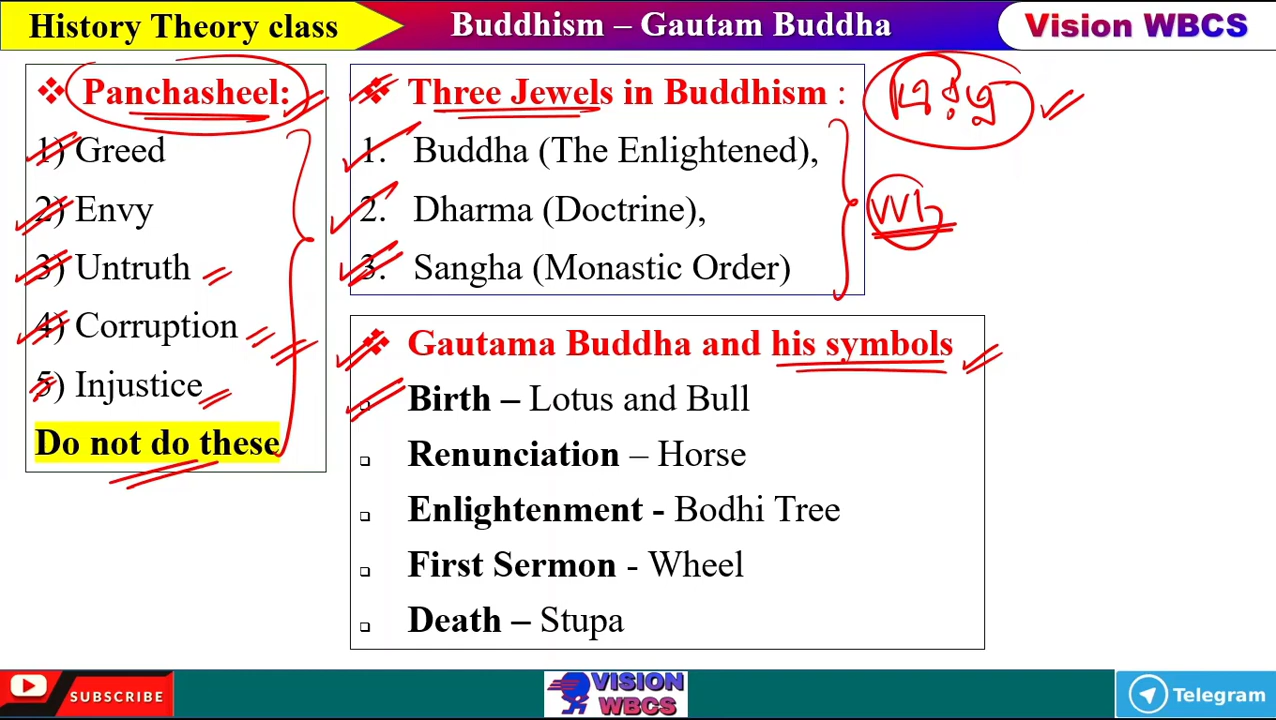 History Theory class
Buddhism – Gautam Buddha
Vision WBCS
❖ Panchasheel:
1) Greed
2) Envy
3) Untruth
4) Corruption
5) Injustice
Do not do these
❖ Three Jewels in Buddhism :
1. Buddha (The Enlightened),
2. Dharma (Doctrine),
3. Sangha (Monastic Order)
❖ Gautama Buddha and his symbols
Birth – Lotus and Bull
Renunciation – Horse
Enlightenment - Bodhi Tree
First Sermon - Wheel
Death – Stupa
SUBSCRIBE
VISION
WBCS
Telegram